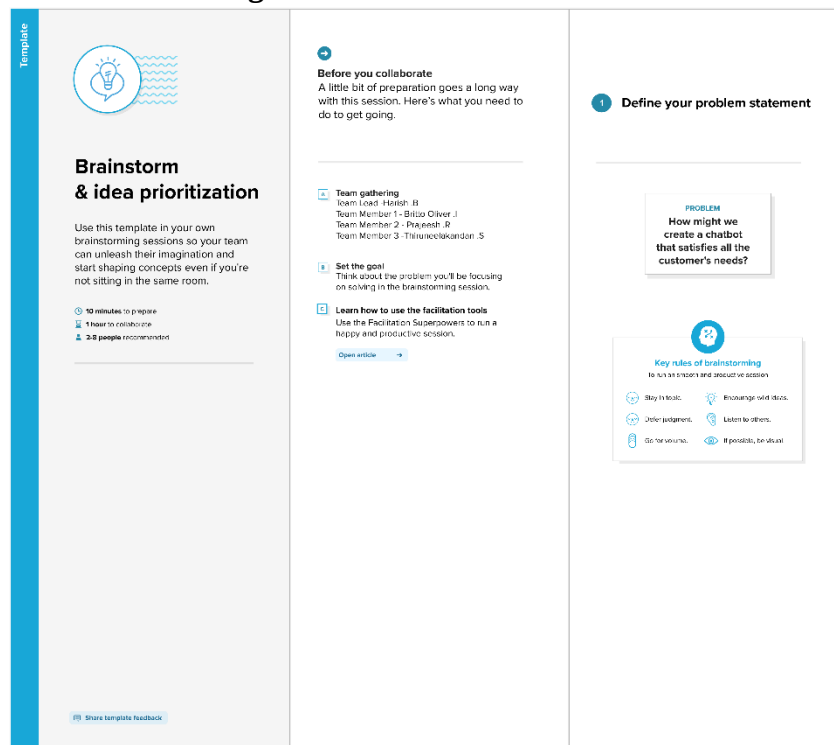 Template
Brainstorm
& idea prioritization
Use this template in your own
brainstorming sessions so your team
can unleash their imagination and
start shaping concepts even if you're
not sitting in the same room.
10 minutes to prepare
1 hour to collaborate
2-8 people recommended
Share template feedback
Before you collaborate
A little bit of preparation goes a long way
with this session. Here's what you need to
do to get going.
A
Team gathering
Team Lead -Harish .B
Team Member 1 - Britto Oliver .I
Team Member 2 - Prajeesh .R
Team Member 3 -Thiruneelakandan .S
B
Set the goal
Think about the problem you'll be focusing
on solving in the brainstorming session.
C
Learn how to use the facilitation tools
Use the Facilitation Superpowers to run a
happy and productive session.
Open article
1
Define your problem statement
PROBLEM
How might we
create a chatbot
that satisfies all the
customer's needs?
Key rules of brainstorming
To run an smooth and productive session
Stay in topic.
Encourage wild ideas.
Defer judgment.
Listen to others.
Go for volume.
If possible, be visual.